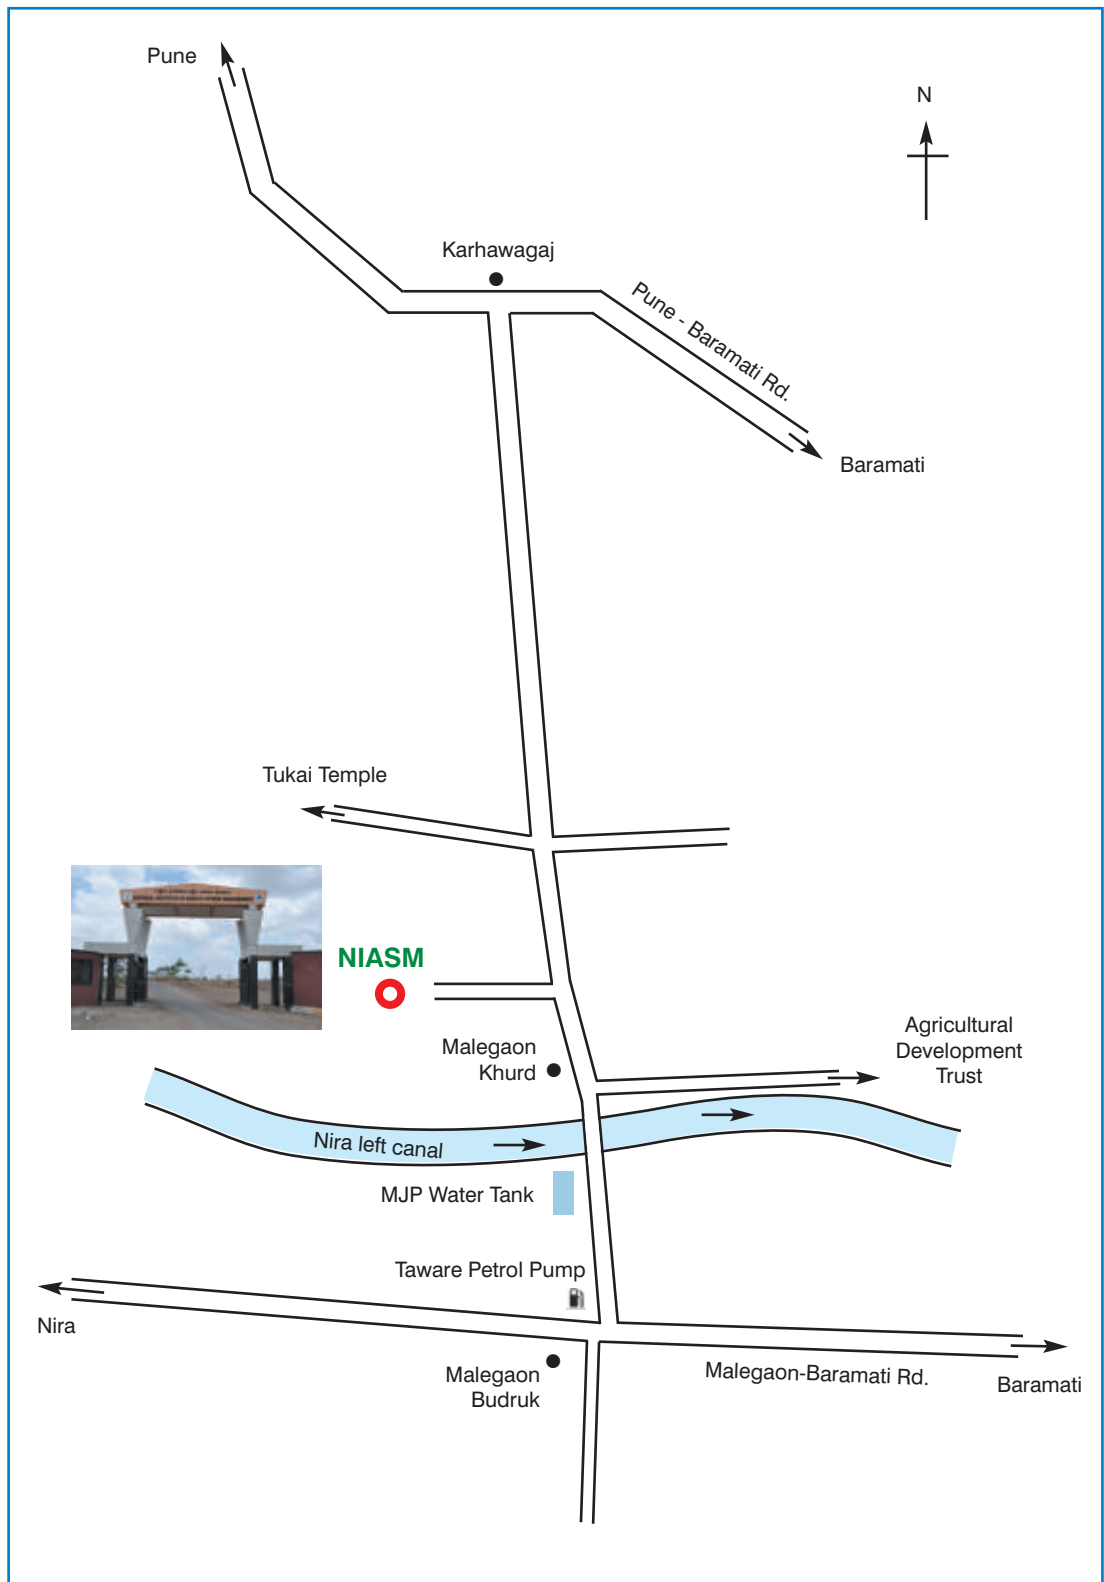 Pune
N
Karhawagaj
Pune - Baramati Rd.
Baramati
Tukai Temple
NIASM
Agricultural
Development
Trust
Malegaon
Khurd
Nira left canal
MJP Water Tank
Taware Petrol Pump
Nira
Malegaon
Budruk
Malegaon-Baramati Rd.
Baramati